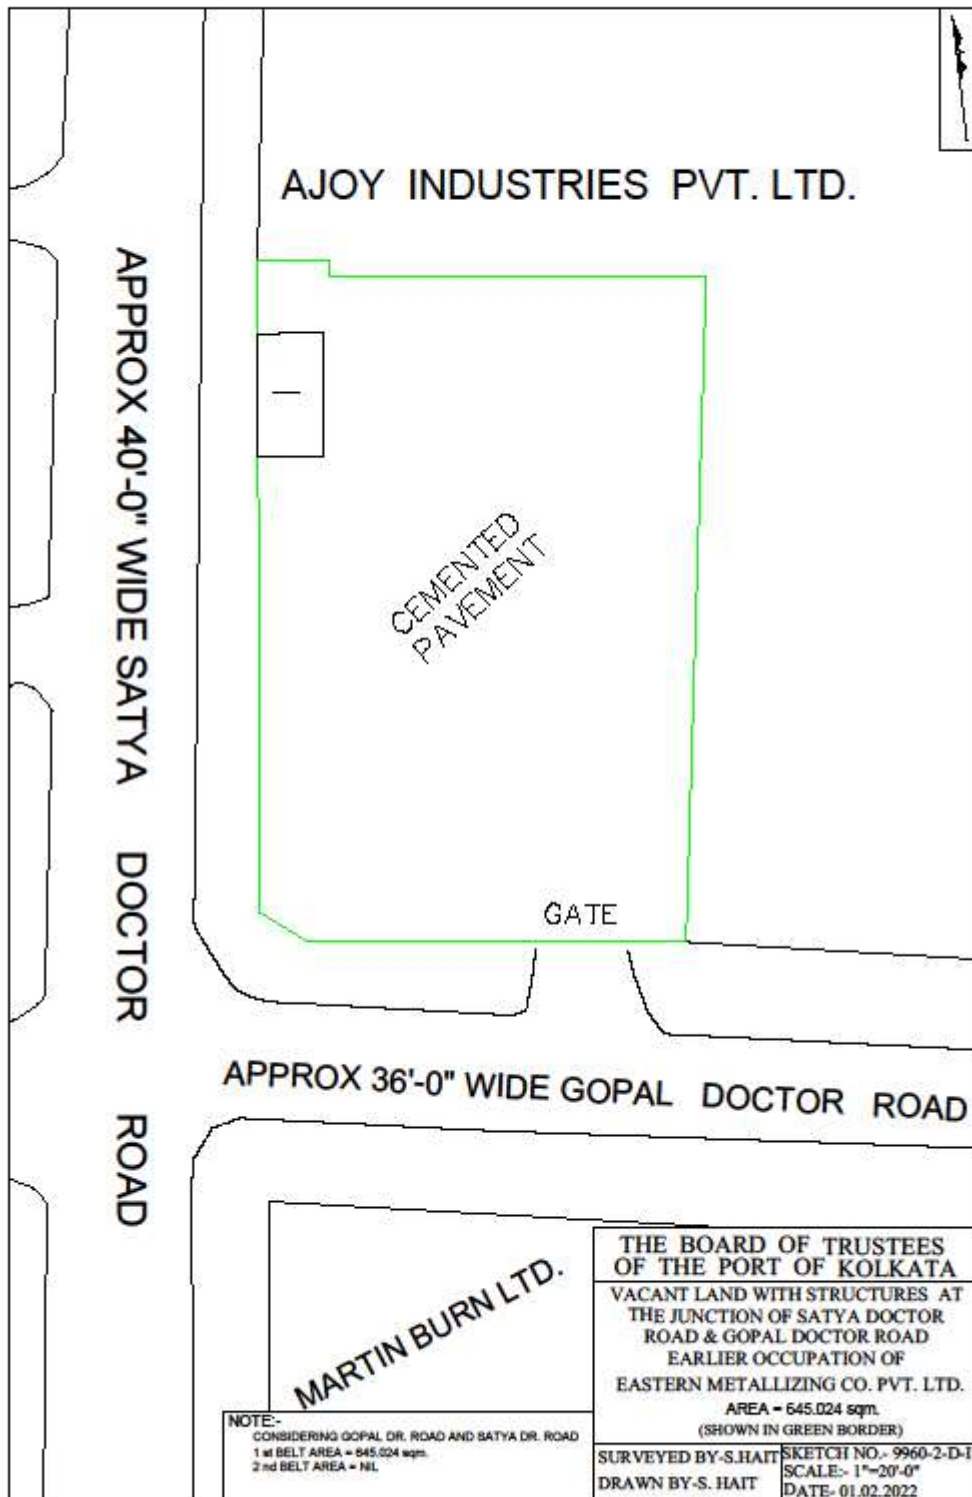 AJOY INDUSTRIES PVT. LTD.
APPROX 40'-0" WIDE SATYA DOCTOR ROAD
I
CEMENTED
PAVEMENT
GATE
APPROX 36'-0" WIDE GOPAL DOCTOR ROAD
MARTIN BURN LTD.
NOTE:-
CONSIDERING GOPAL DR. ROAD AND SATYA DR. ROAD
1 st BELT AREA = 645.024 sqm.
2 nd BELT AREA = NIL
THE BOARD OF TRUSTEES
OF THE PORT OF KOLKATA
VACANT LAND WITH STRUCTURES AT
THE JUNCTION OF SATYA DOCTOR
ROAD & GOPAL DOCTOR ROAD
EARLIER OCCUPATION OF
EASTERN METALLIZING CO. PVT. LTD.
AREA = 645.024 sqm.
(SHOWN IN GREEN BORDER)
SURVEYED BY-S.HAIT
DRAWN BY-S. HAIT
SKETCH NO.- 9960-2-D-I
SCALE:- 1"=20'-0"
DATE- 01.02.2022